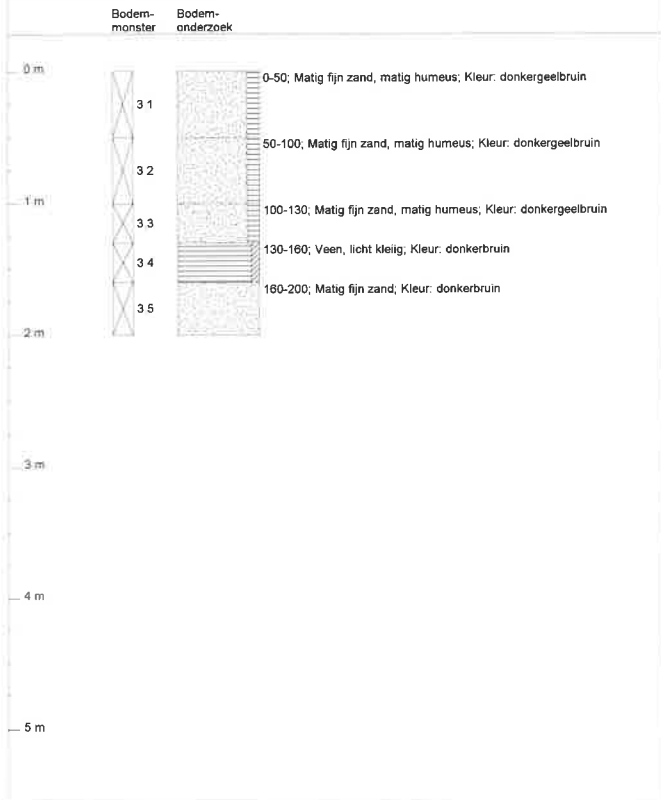 Bodem-
monster
Bodem-
onderzoek
0 m
0-50; Matig fijn zand, matig humeus; Kleur: donkergeelbruin
3 1
50-100; Matig fijn zand, matig humeus; Kleur: donkergeelbruin
3 2
1 m
100-130; Matig fijn zand, matig humeus; Kleur: donkergeelbruin
3 3
130-160; Veen, licht kleiig; Kleur: donkerbruin
3 4
160-200; Matig fijn zand; Kleur: donkerbruin
3 5
2 m
3 m
4 m
5 m